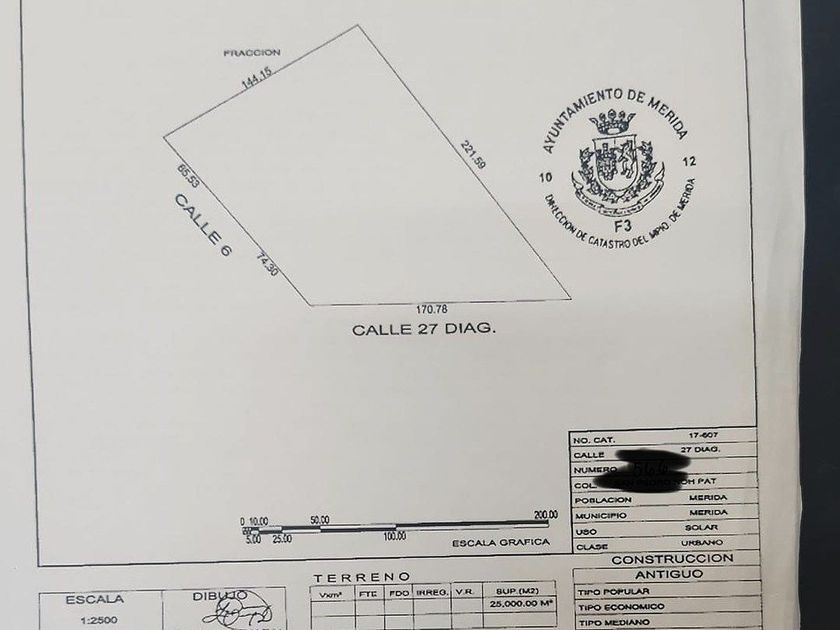 FRACCION
144.15
221.59
65.53
CALLE 6
74.30
170.78
CALLE 27 DIAG.
AYUNTAMIENTO DE MERIDA
10 12
F3
DIRECCION DE CATASTRO DEL MPIO. DE MERIDA
NO. CAT. 17-607
CALLE 27 DIAG.
NUMERO
COL. NOH PAT
POBLACION MERIDA
MUNICIPIO MERIDA
USO SOLAR
CLASE URBANO
CONSTRUCCION
ANTIGUO
TIPO POPULAR
TIPO ECONOMICO
TIPO MEDIANO
0 10.00 50.00 200.00
5.00 25.00 100.00
ESCALA GRAFICA
TERRENO
Vxm² FTE FDO IRREG. V.R. SUP.(M2)
25,000.00 M²
ESCALA DIBUJO
1:2500